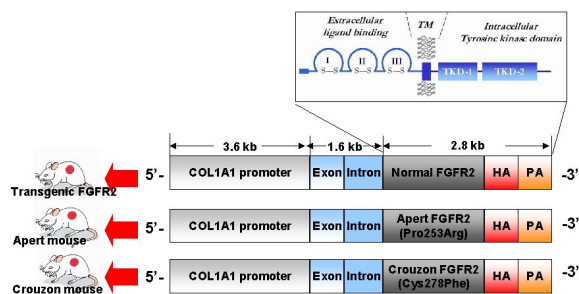 Extracellular
ligand binding
TM
Intracellular
Tyrosine kinase domain
I
II
III
S—S
S—S
S—S
TKD-1
TKD-2
3.6 kb
1.6 kb
2.8 kb
Transgenic FGFR2
5’-
COL1A1 promoter
Exon
Intron
Normal FGFR2
HA
PA
-3’
Apert mouse
5’-
COL1A1 promoter
Exon
Intron
Apert FGFR2
(Pro253Arg)
HA
PA
-3’
Crouzon mouse
5’-
COL1A1 promoter
Exon
Intron
Crouzon FGFR2
(Cys278Phe)
HA
PA
-3’